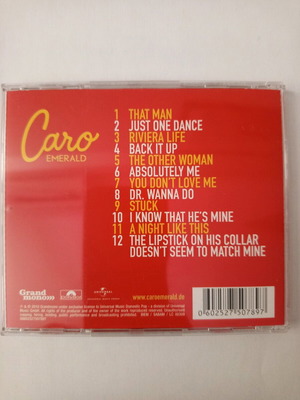 Caro
EMERALD
1 THAT MAN
2 JUST ONE DANCE
3 RIVIERA LIFE
4 BACK IT UP
5 THE OTHER WOMAN
6 ABSOLUTELY ME
7 YOU DON'T LOVE ME
8 DR. WANNA DO
9 STUCK
10 I KNOW THAT HE'S MINE
11 A NIGHT LIKE THIS
12 THE LIPSTICK ON HIS COLLAR
DOESN'T SEEM TO MATCH MINE
Grand
mono
www.caroemerald.de
0 602527 507897